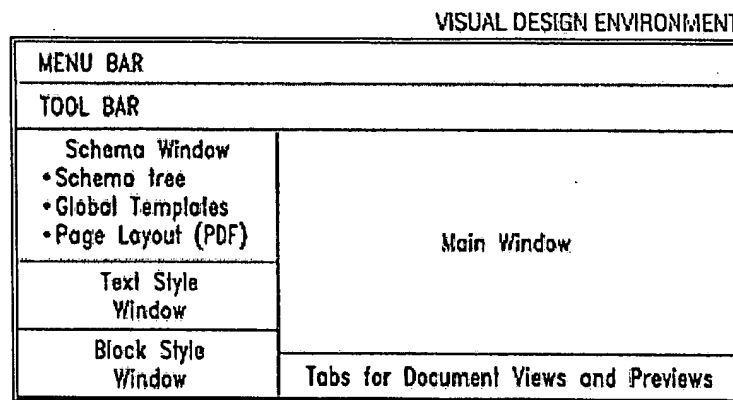 VISUAL DESIGN ENVIRONMENT
MENU BAR
TOOL BAR
Schema Window
•Schema tree
•Global Templates
•Page Layout (PDF)
Main Window
Text Style
Window
Block Style
Window
Tabs for Document Views and Previews